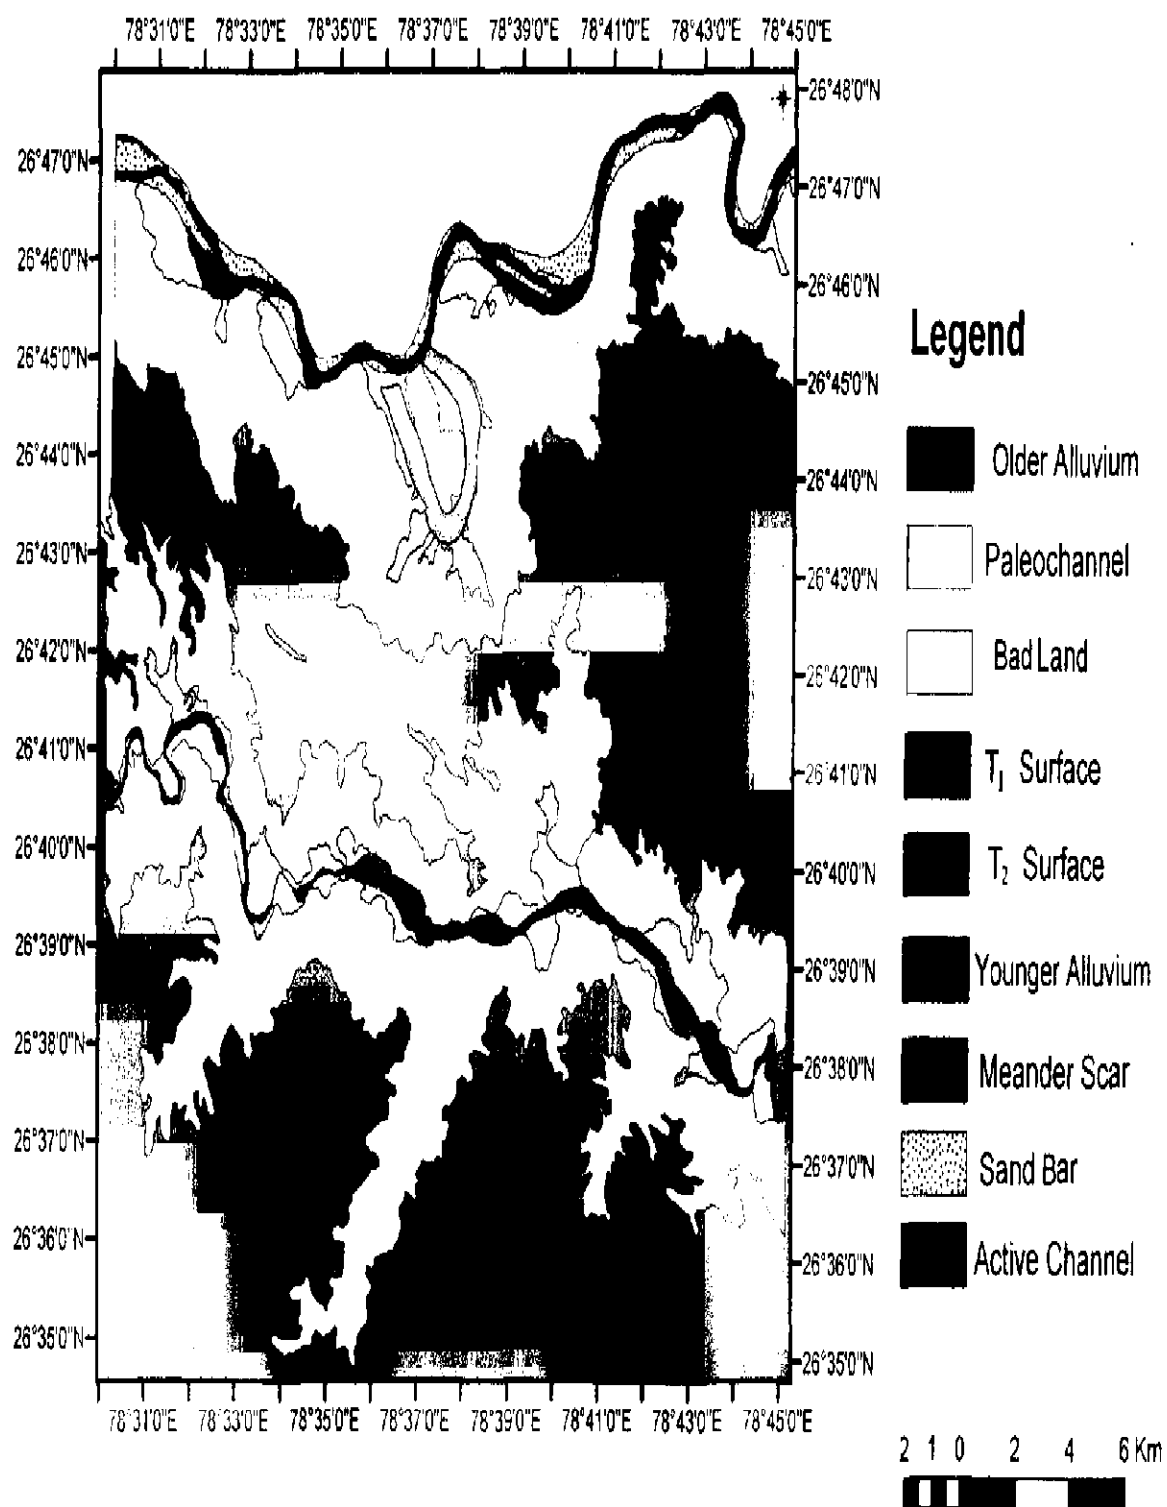 78°31'0"E 78°33'0"E 78°35'0"E 78°37'0"E 78°39'0"E 78°41'0"E 78°43'0"E 78°45'0"E
26°48'0"N
26°47'0"N
26°47'0"N
26°46'0"N
26°46'0"N
26°45'0"N
26°45'0"N
26°44'0"N
26°44'0"N
26°43'0"N
26°43'0"N
26°42'0"N
26°42'0"N
26°41'0"N
26°41'0"N
26°40'0"N
26°40'0"N
26°39'0"N
26°39'0"N
26°38'0"N
26°38'0"N
26°37'0"N
26°37'0"N
26°36'0"N
26°36'0"N
26°35'0"N
26°35'0"N
78°31'0"E 78°33'0"E 78°35'0"E 78°37'0"E 78°39'0"E 78°41'0"E 78°43'0"E 78°45'0"E
Legend
Older Alluvium
Paleochannel
Bad Land
T1 Surface
T2 Surface
Younger Alluvium
Meander Scar
Sand Bar
Active Channel
2 1 0 2 4 6 Km